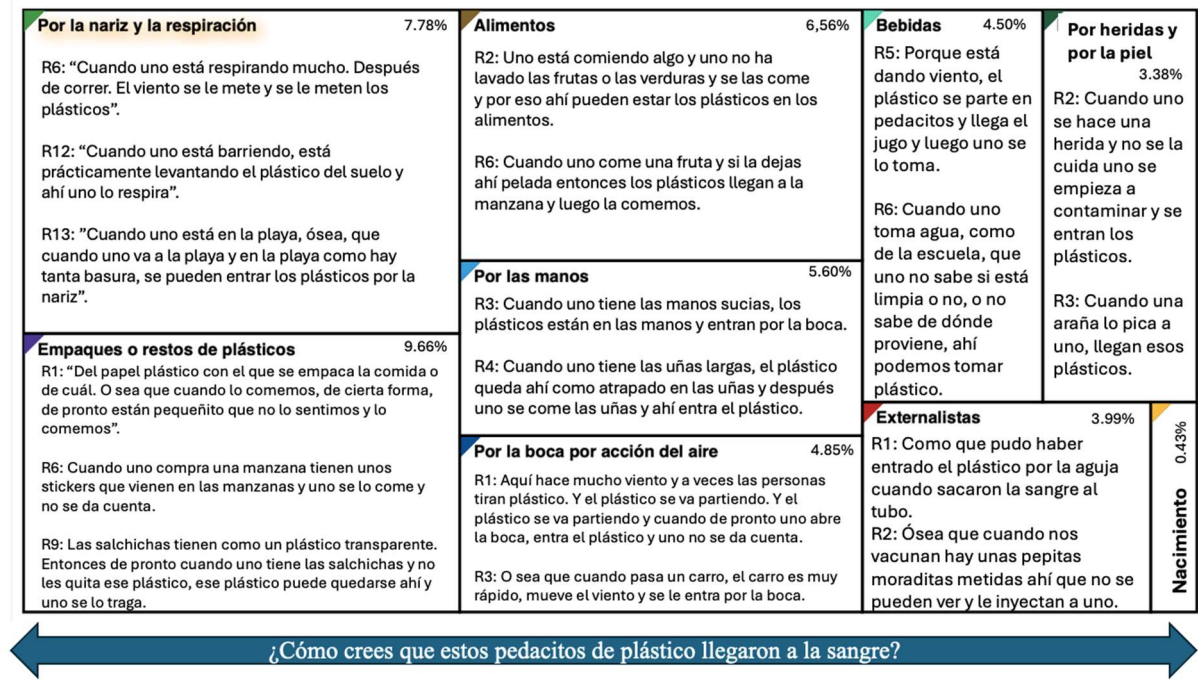 Por la nariz y la respiración 7.78%
R6: “Cuando uno está respirando mucho. Después
de correr. El viento se le mete y se le meten los
plásticos”.
R12: “Cuando uno está barriendo, está
prácticamente levantando el plástico del suelo y
ahí uno lo respira”.
R13: ”Cuando uno está en la playa, ósea, que
cuando uno va a la playa y en la playa como hay
tanta basura, se pueden entrar los plásticos por la
nariz”.
Empaques o restos de plásticos 9.66%
R1: “Del papel plástico con el que se empaca la comida o
de cuál. O sea que cuando lo comemos, de cierta forma,
de pronto están pequeñito que no lo sentimos y lo
comemos”.
R6: Cuando uno compra una manzana tienen unos
stickers que vienen en las manzanas y uno se lo come y
no se da cuenta.
R9: Las salchichas tienen como un plástico transparente.
Entonces de pronto cuando uno tiene las salchichas y no
les quita ese plástico, ese plástico puede quedarse ahí y
uno se lo traga.
Alimentos 6,56%
R2: Uno está comiendo algo y uno no ha
lavado las frutas o las verduras y se las come
y por eso ahí pueden estar los plásticos en los
alimentos.
R6: Cuando uno come una fruta y si la dejas
ahí pelada entonces los plásticos llegan a la
manzana y luego la comemos.
Por las manos 5.60%
R3: Cuando uno tiene las manos sucias, los
plásticos están en las manos y entran por la boca.
R4: Cuando uno tiene las uñas largas, el plástico
queda ahí como atrapado en las uñas y después
uno se come las uñas y ahí entra el plástico.
Por la boca por acción del aire 4.85%
R1: Aquí hace mucho viento y a veces las personas
tiran plástico. Y el plástico se va partiendo. Y el
plástico se va partiendo y cuando de pronto uno abre
la boca, entra el plástico y uno no se da cuenta.
R3: O sea que cuando pasa un carro, el carro es muy
rápido, mueve el viento y se le entra por la boca.
Bebidas 4.50%
R5: Porque está
dando viento, el
plástico se parte en
pedacitos y llega el
jugo y luego uno se
lo toma.
R6: Cuando uno
toma agua, como
de la escuela, que
uno no sabe si está
limpia o no, o no
sabe de dónde
proviene, ahí
podemos tomar
plástico.
Por heridas y
por la piel
3.38%
R2: Cuando uno
se hace una
herida y no se la
cuida uno se
empieza a
contaminar y se
entran los
plásticos.
R3: Cuando una
araña lo pica a
uno, llegan esos
plásticos.
Externalistas 3.99%
R1: Como que pudo haber
entrado el plástico por la aguja
cuando sacaron la sangre al
tubo.
R2: Ósea que cuando nos
vacunan hay unas pepitas
moraditas metidas ahí que no se
pueden ver y le inyectan a uno.
Nacimiento 0.43%
¿Cómo crees que estos pedacitos de plástico llegaron a la sangre?